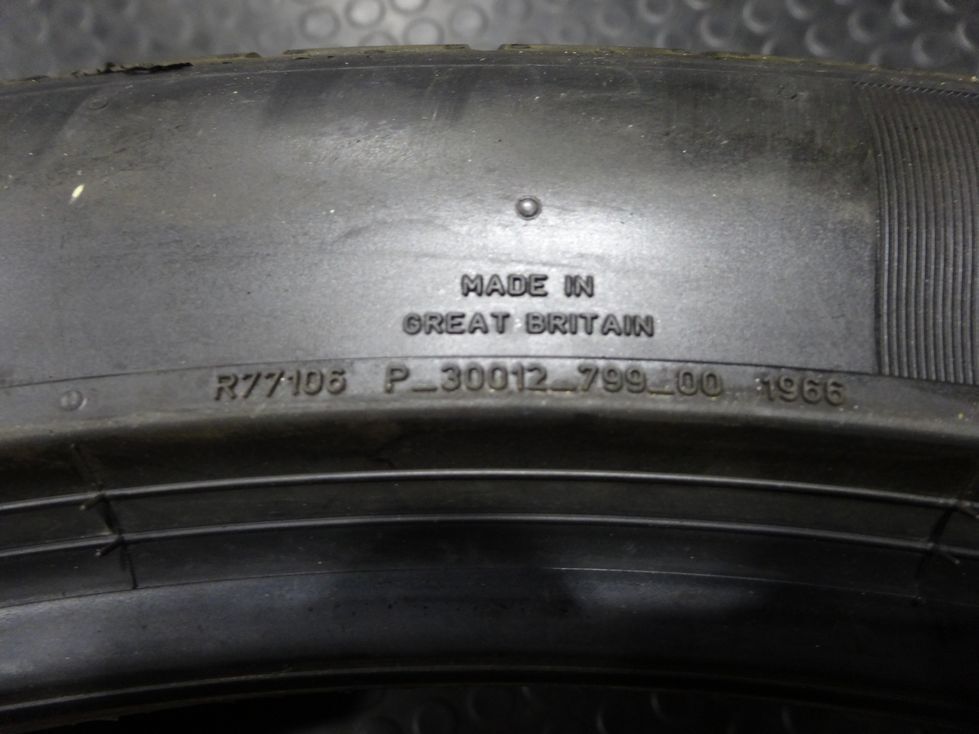 MADE IN
GREAT BRITAIN
R77106 P_30012_799_00 1966